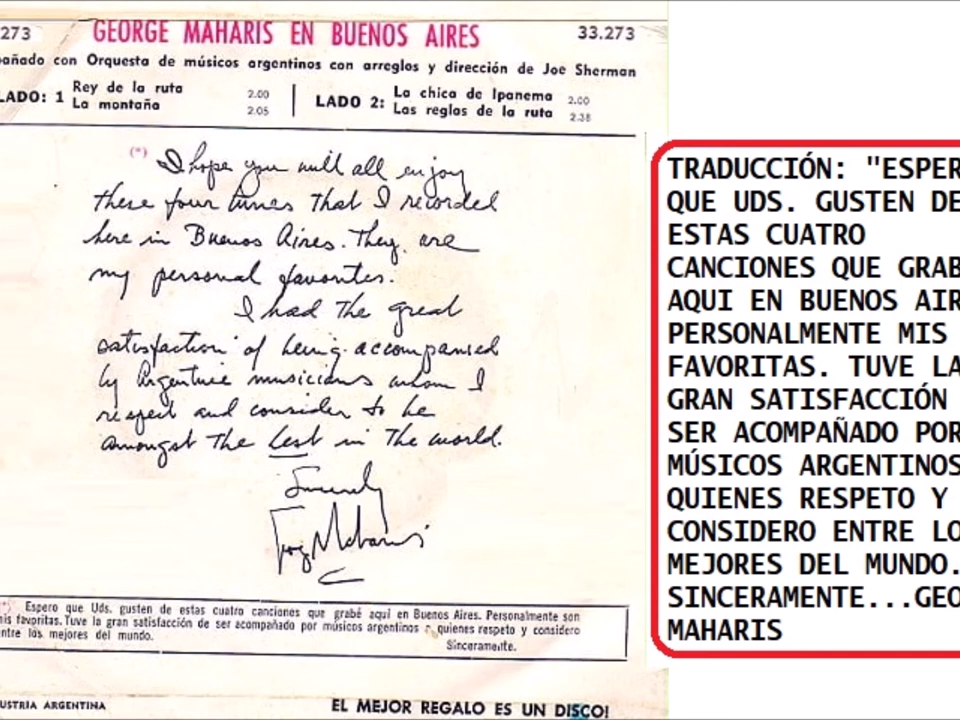 .273 GEORGE MAHARIS EN BUENOS AIRES 33.273
pañado con Orquesta de músicos argentinos con arreglos y dirección de Joe Sherman
LADO: 1 Rey de la ruta 2.00
La montaña 2.05
LADO 2: La chica de Ipanema 2.00
Las reglas de la ruta 2.38
(*) I hope you will all enjoy
these four tunes that I recorded
here in Buenos Aires. They are
my personal favorites.
I had the great
satisfaction of being accompanied
by Argentine musicians whom I
respect and consider to be
amongst the best in the world.
Sincerely
George Maharis
(*) Espero que Uds. gusten de estas cuatro canciones que grabé aquí en Buenos Aires. Personalmente son
mis favoritas. Tuve la gran satisfacción de ser acompañado por músicos argentinos a quienes respeto y considero
entre los mejores del mundo.
Sinceramente.
USTRIA ARGENTINA EL MEJOR REGALO ES UN DISCO!
TRADUCCIÓN: "ESPER
QUE UDS. GUSTEN DE
ESTAS CUATRO
CANCIONES QUE GRAB
AQUI EN BUENOS AIR
PERSONALMENTE MIS
FAVORITAS. TUVE LA
GRAN SATISFACCIÓN
SER ACOMPAÑADO POR
MÚSICOS ARGENTINOS
QUIENES RESPETO Y
CONSIDERO ENTRE LO
MEJORES DEL MUNDO.
SINCERAMENTE...GEO
MAHARIS